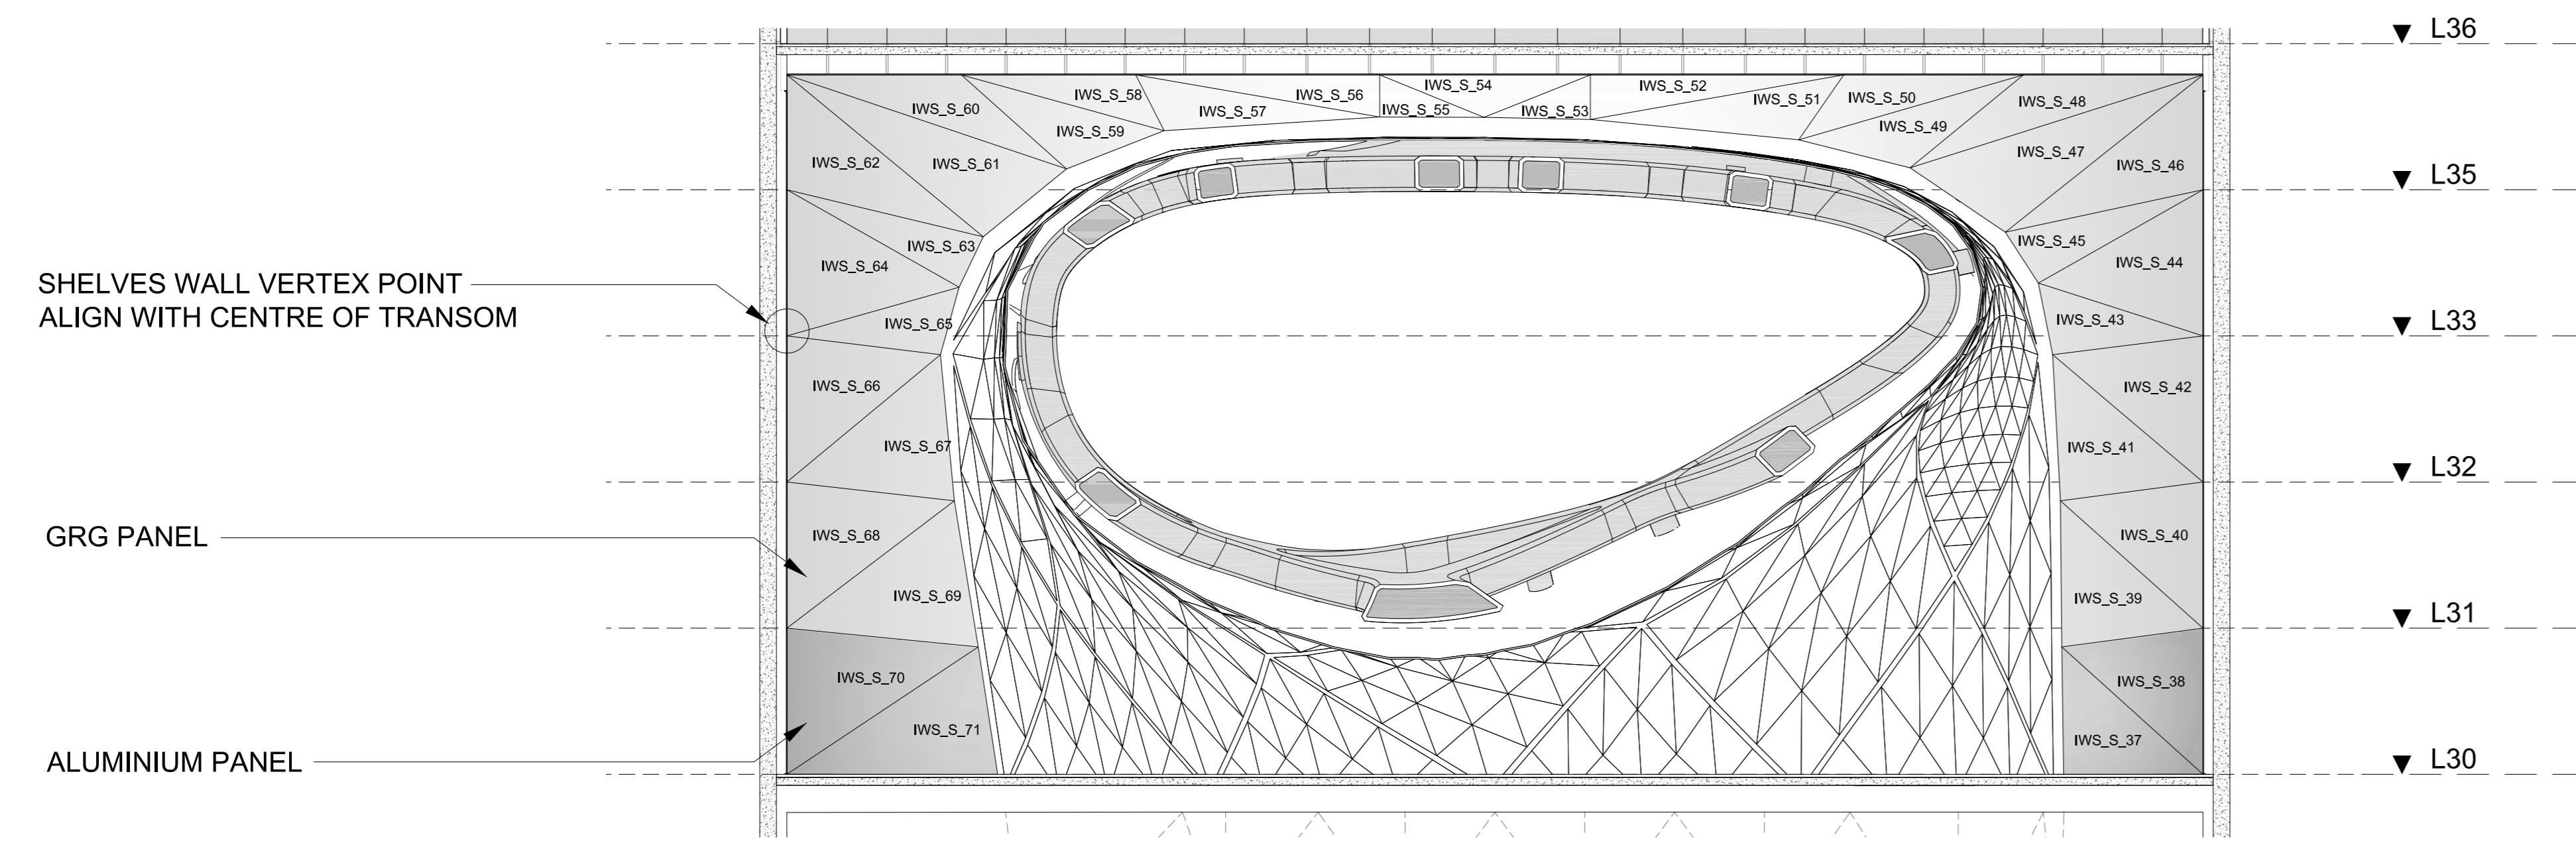 L36
IWS_S_60
IWS_S_58
IWS_S_59
IWS_S_57
IWS_S_56
IWS_S_55
IWS_S_54
IWS_S_53
IWS_S_52
IWS_S_51
IWS_S_50
IWS_S_49
IWS_S_48
IWS_S_62
IWS_S_61
IWS_S_47
IWS_S_46
L35
IWS_S_63
IWS_S_64
IWS_S_45
IWS_S_44
SHELVES WALL VERTEX POINT
ALIGN WITH CENTRE OF TRANSOM
IWS_S_65
IWS_S_43
L33
IWS_S_66
IWS_S_42
IWS_S_67
IWS_S_41
L32
GRG PANEL
IWS_S_68
IWS_S_40
IWS_S_69
IWS_S_39
L31
IWS_S_70
IWS_S_38
IWS_S_71
IWS_S_37
ALUMINIUM PANEL
L30